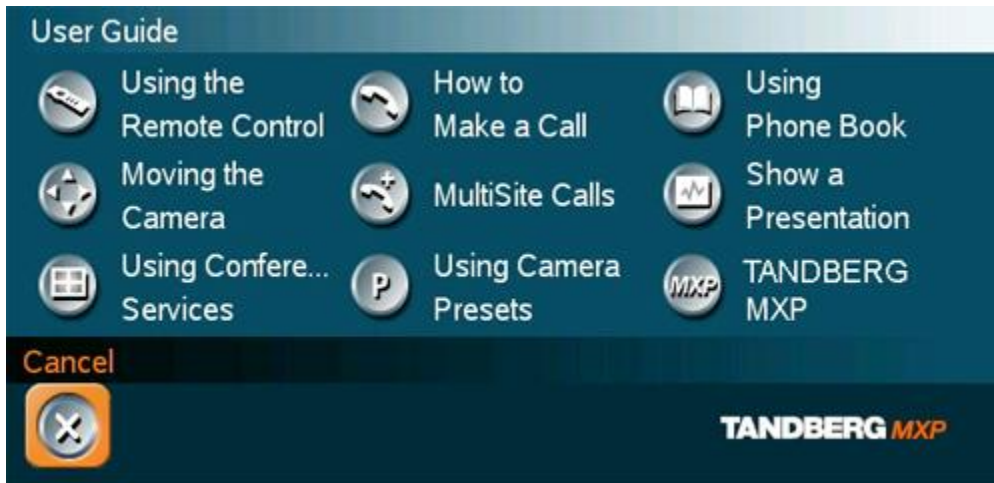 User Guide
Using the
Remote Control
How to
Make a Call
Using
Phone Book
Moving the
Camera
MultiSite Calls
Show a
Presentation
Using Confere...
Services
P
Using Camera
Presets
MXP
TANDBERG
MXP
Cancel
TANDBERG MXP